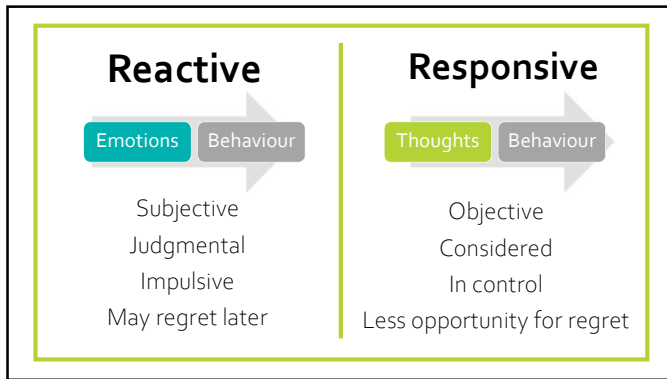 Reactive
Emotions Behaviour
Subjective
Judgmental
Impulsive
May regret later
Responsive
Thoughts Behaviour
Objective
Considered
In control
Less opportunity for regret